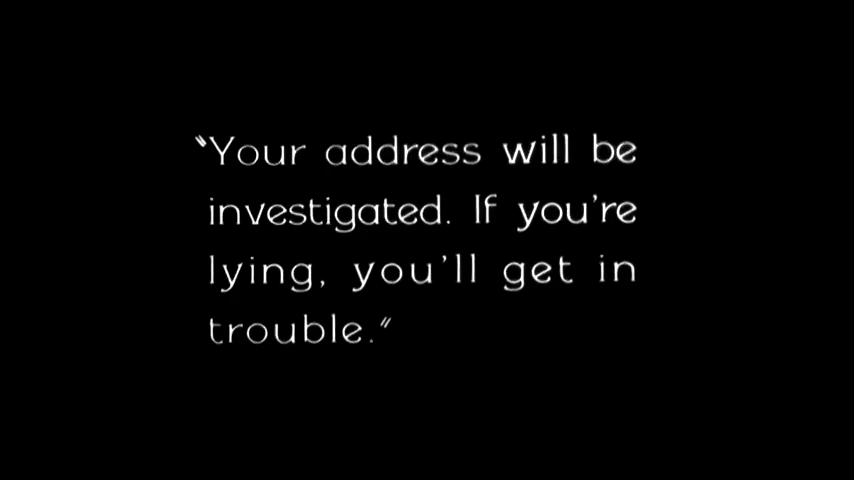 "Your address will be
investigated. If you're
lying, you'll get in
trouble."